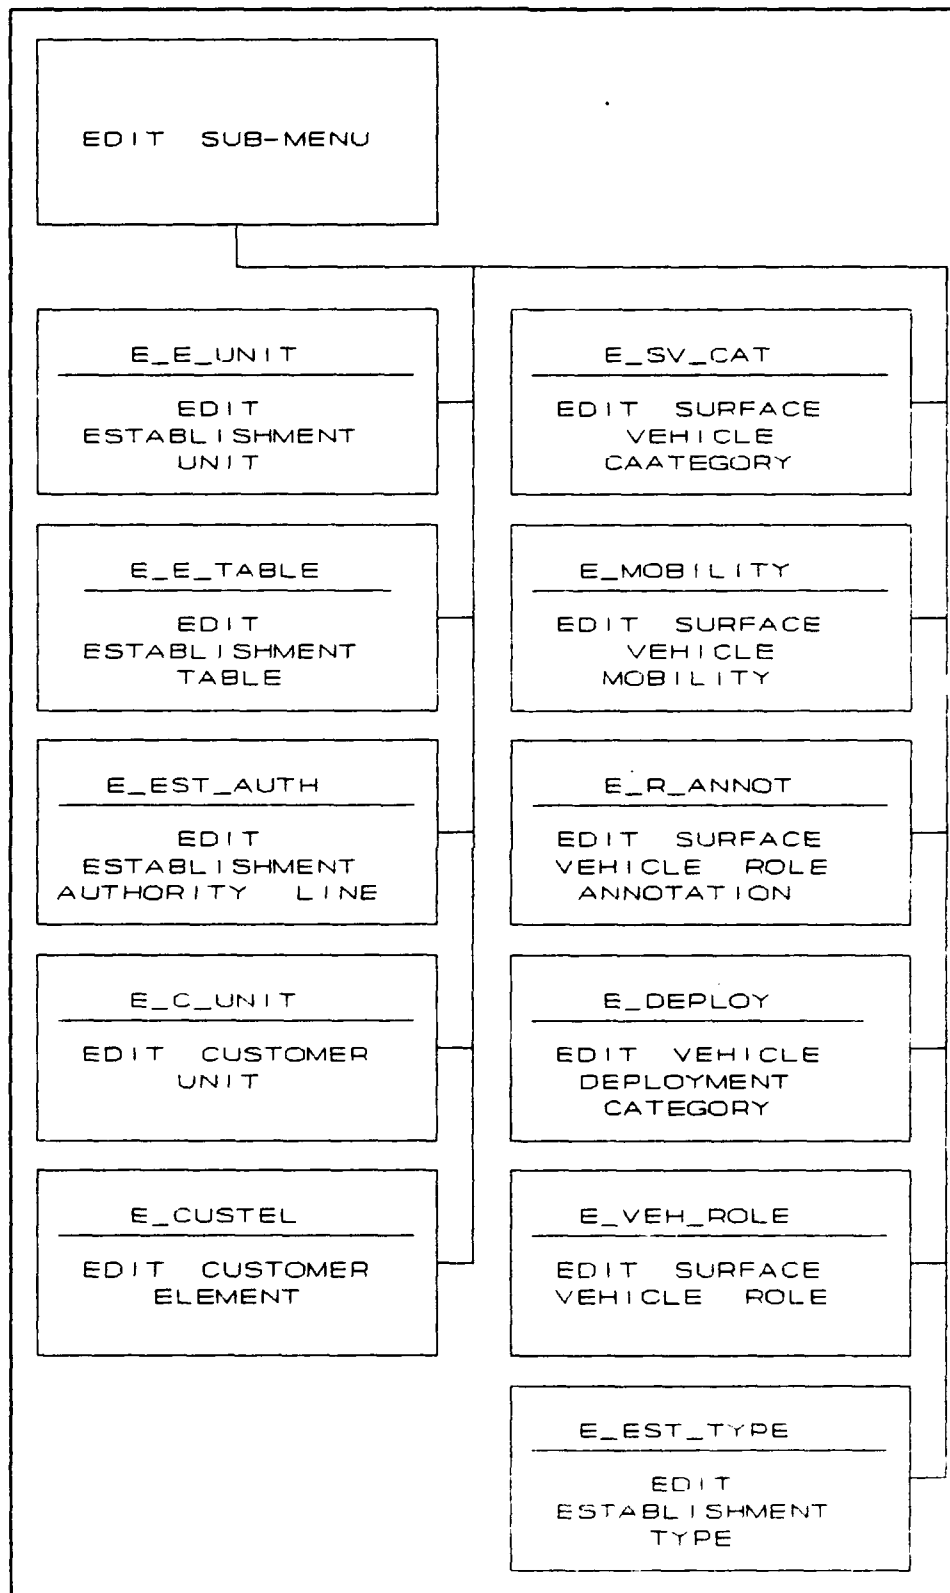 EDIT SUB-MENU
E_E_UNIT
EDIT
ESTABLISHMENT
UNIT
E_E_TABLE
EDIT
ESTABLISHMENT
TABLE
E_EST_AUTH
EDIT
ESTABLISHMENT
AUTHORITY LINE
E_C_UNIT
EDIT CUSTOMER
UNIT
E_CUSTEL
EDIT CUSTOMER
ELEMENT
E_SV_CAT
EDIT SURFACE
VEHICLE
CAATEGORY
E_MOBILITY
EDIT SURFACE
VEHICLE
MOBILITY
E_R_ANNOT
EDIT SURFACE
VEHICLE ROLE
ANNOTATION
E_DEPLOY
EDIT VEHICLE
DEPLOYMENT
CATEGORY
E_VEH_ROLE
EDIT SURFACE
VEHICLE ROLE
E_EST_TYPE
EDIT
ESTABLISHMENT
TYPE